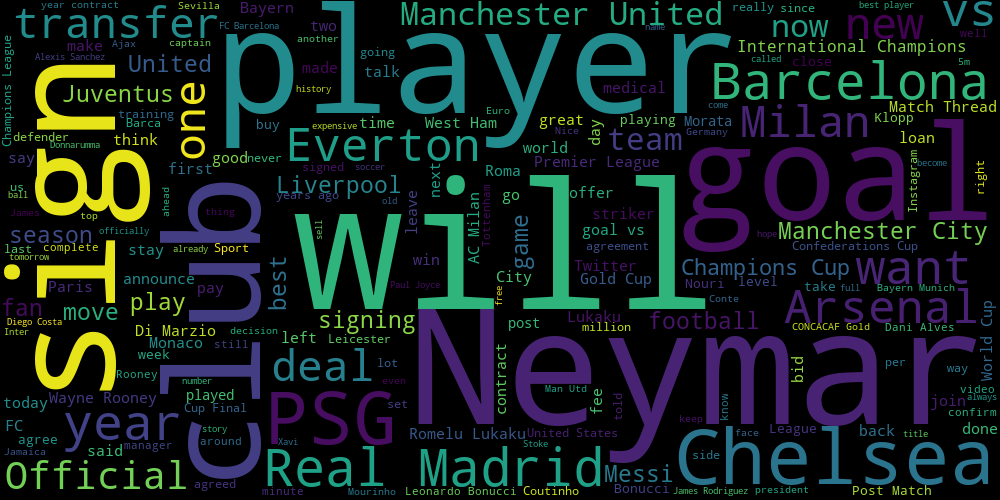 year contract
Sevilla
Bayern
player
Manchester United
really
since
best player
vs
transfer
FC Barcelona
two
now
new
well
Ajax
captain
another
going
name
International Champions
Champions League
Alexis Sanchez
make
made
talk
called
close
5m
United
Barcelona
sign
Juventus
one
history
medical
Match Thread
training
buy
expensive
time
West Ham
Euro
great
playing
Morata
Milan
Klopp
defender
Barca
think
Everton
Nice
day
team
come
Germany
loan
Donnarumma
say
first
good
never
signed
soccer
world
Premier League
goal
Instagram
become
right
us
ball
Liverpool
Roma
next
offer
James
top
ahead
club
years ago
old
go
striker
thing
will
leave
AC Milan
Tottenham
game
goal vs
Manchester City
season
officially
sell
agreement
hope
last
complete
stay
already
Sport
best
win
Twitter
Confederations Cup
tomorrow
Paris
announce
City
Gold Cup
Champions Cup
want
fan
pay
Paul Joyce
free
Nouri
level
take
full
Bayern Munich
move
play
Lukaku
Conte
Arsenal
World Cup
Diego Costa
Di Marzio
decision
signing
post
million
football
CONCACAF Gold
Dani Alves
Inter
Monaco
still
left
Leicester
Neymar
week
deal
contract
bid
per
way
Rooney
lot
Man Utd
video
today
Wayne Rooney
number
played
PSG
even
fee
told
keep
know
join
always
year
Cup Final
set
League
confirm
FC
story
Romelu Lukaku
United States
face
title
agree
said
manager
around
Xavi
Stoke
side
back
done
Jamaica
agreed
Real Madrid
Messi
Chelsea
Official
minute
Mourinho
Leonardo Bonucci
Coutinho
Bonucci
James Rodriguez
president
Post Match